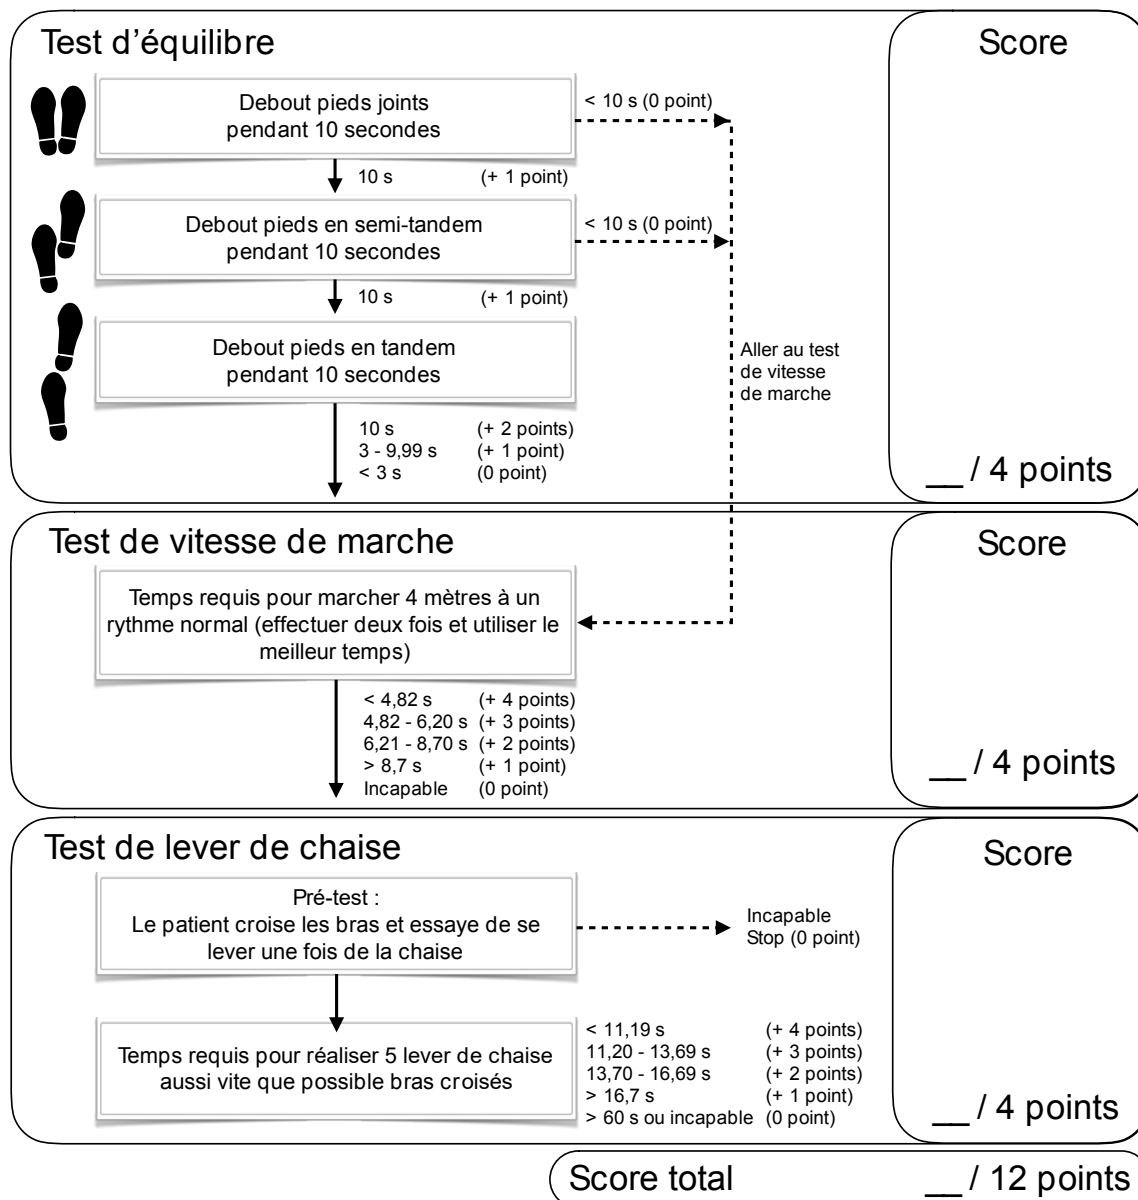 Test d'équilibre
Score
Debout pieds joints
pendant 10 secondes
< 10 s (0 point)
10 s (+ 1 point)
Debout pieds en semi-tandem
pendant 10 secondes
< 10 s (0 point)
10 s (+ 1 point)
Debout pieds en tandem
pendant 10 secondes
Aller au test
de vitesse
de marche
10 s (+ 2 points)
3 - 9,99 s (+ 1 point)
< 3 s (0 point)
__ / 4 points
Test de vitesse de marche
Score
Temps requis pour marcher 4 mètres à un
rythme normal (effectuer deux fois et utiliser le
meilleur temps)
< 4,82 s (+ 4 points)
4,82 - 6,20 s (+ 3 points)
6,21 - 8,70 s (+ 2 points)
> 8,7 s (+ 1 point)
Incapable (0 point)
__ / 4 points
Test de lever de chaise
Score
Pré-test :
Le patient croise les bras et essaye de se
lever une fois de la chaise
Incapable
Stop (0 point)
Temps requis pour réaliser 5 lever de chaise
aussi vite que possible bras croisés
< 11,19 s (+ 4 points)
11,20 - 13,69 s (+ 3 points)
13,70 - 16,69 s (+ 2 points)
> 16,7 s (+ 1 point)
> 60 s ou incapable (0 point)
__ / 4 points
Score total __ / 12 points